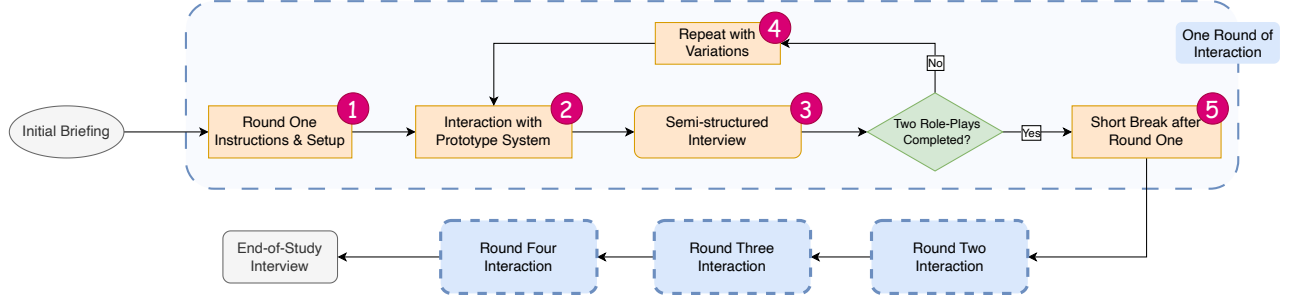 Initial Briefing
Round One
Instructions & Setup
1
Interaction with
Prototype System
2
Semi-structured
Interview
3
Repeat with
Variations
4
No
Two Role-Plays
Completed?
Yes
Short Break after
Round One
5
One Round of
Interaction
Round Two
Interaction
Round Three
Interaction
Round Four
Interaction
End-of-Study
Interview